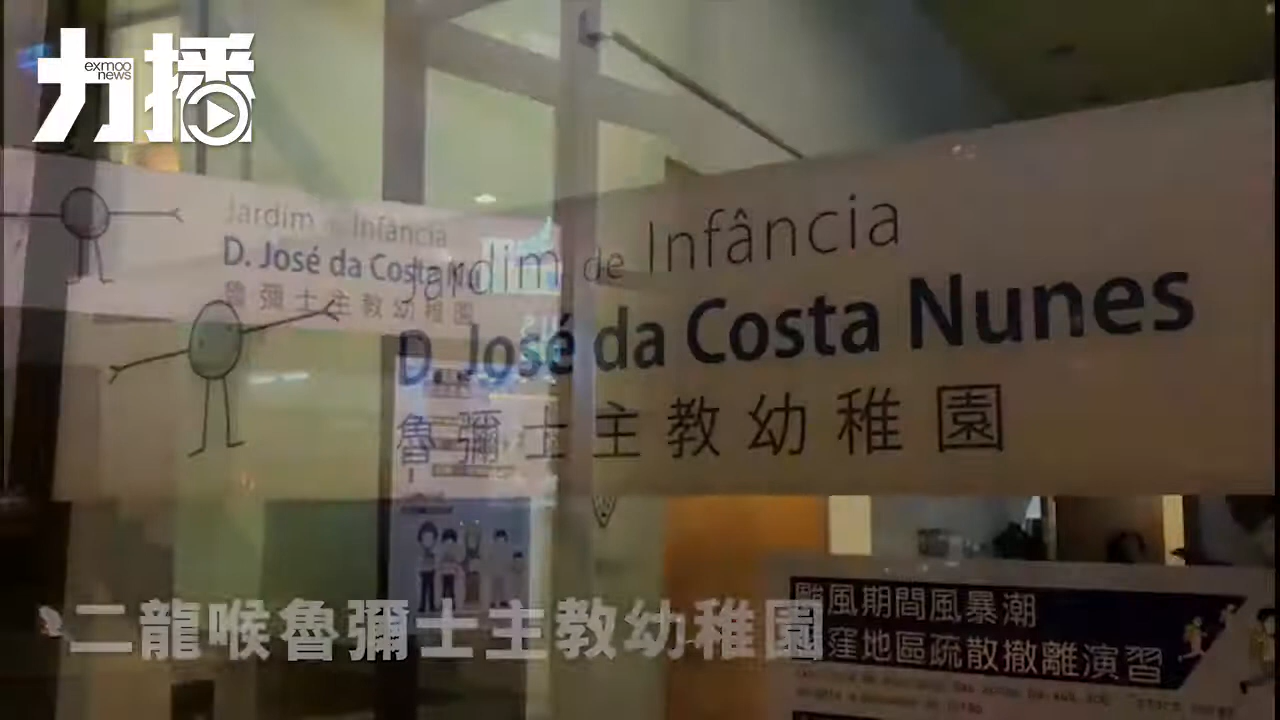 力播
exmoo
news
Jardim de Infância
D. José da Costa Nu
魯彌士主教幼稚園
Jardim de Infância
D. José da Costa Nunes
魯彌士主教幼稚園
二龍喉魯彌士主教幼稚園
颱風期間風暴潮
窪地區疏散撤離演習